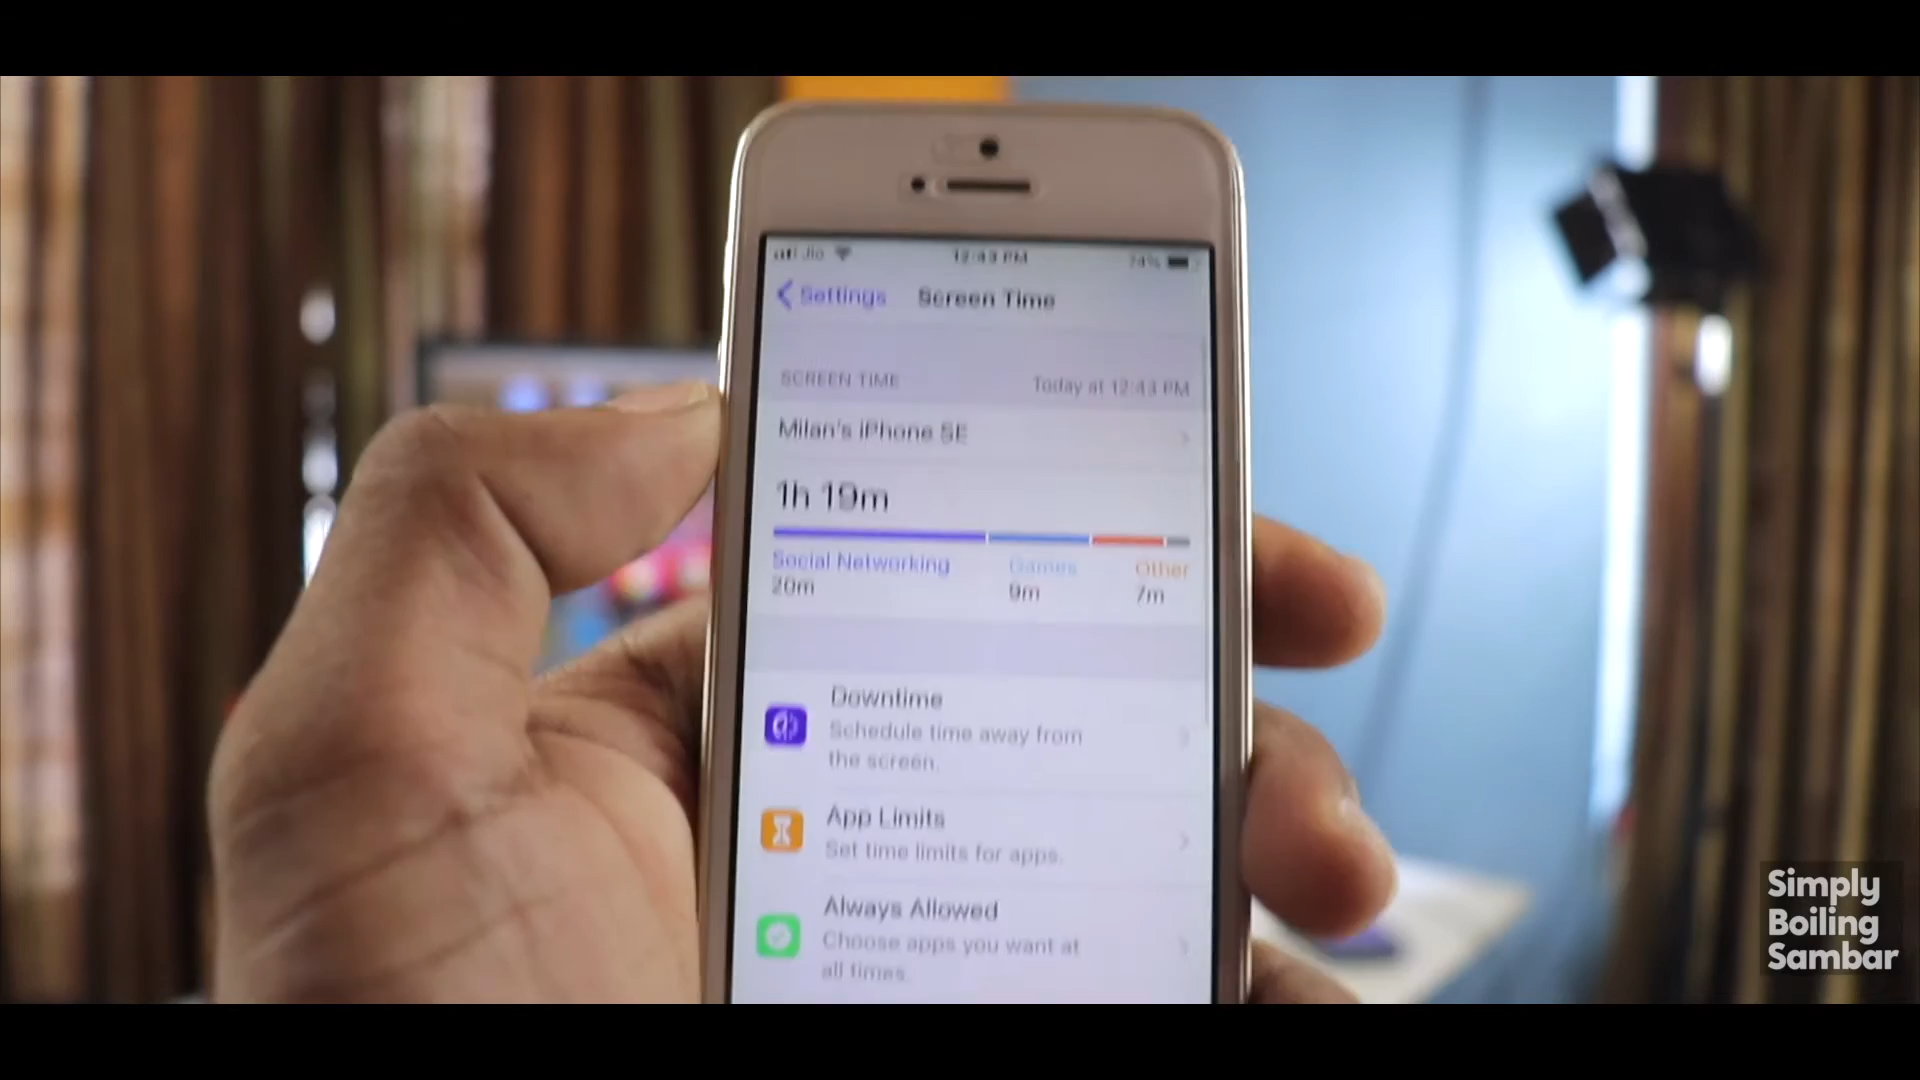 Jio 12:43 PM 74%
Settings Screen Time
SCREEN TIME Today at 12:43 PM
Milan's iPhone SE
1h 19m
Social Networking Games Other
20m 9m 7m
Downtime
Schedule time away from
the screen.
App Limits
Set time limits for apps.
Always Allowed
Choose apps you want at
all times.
Simply
Boiling
Sambar